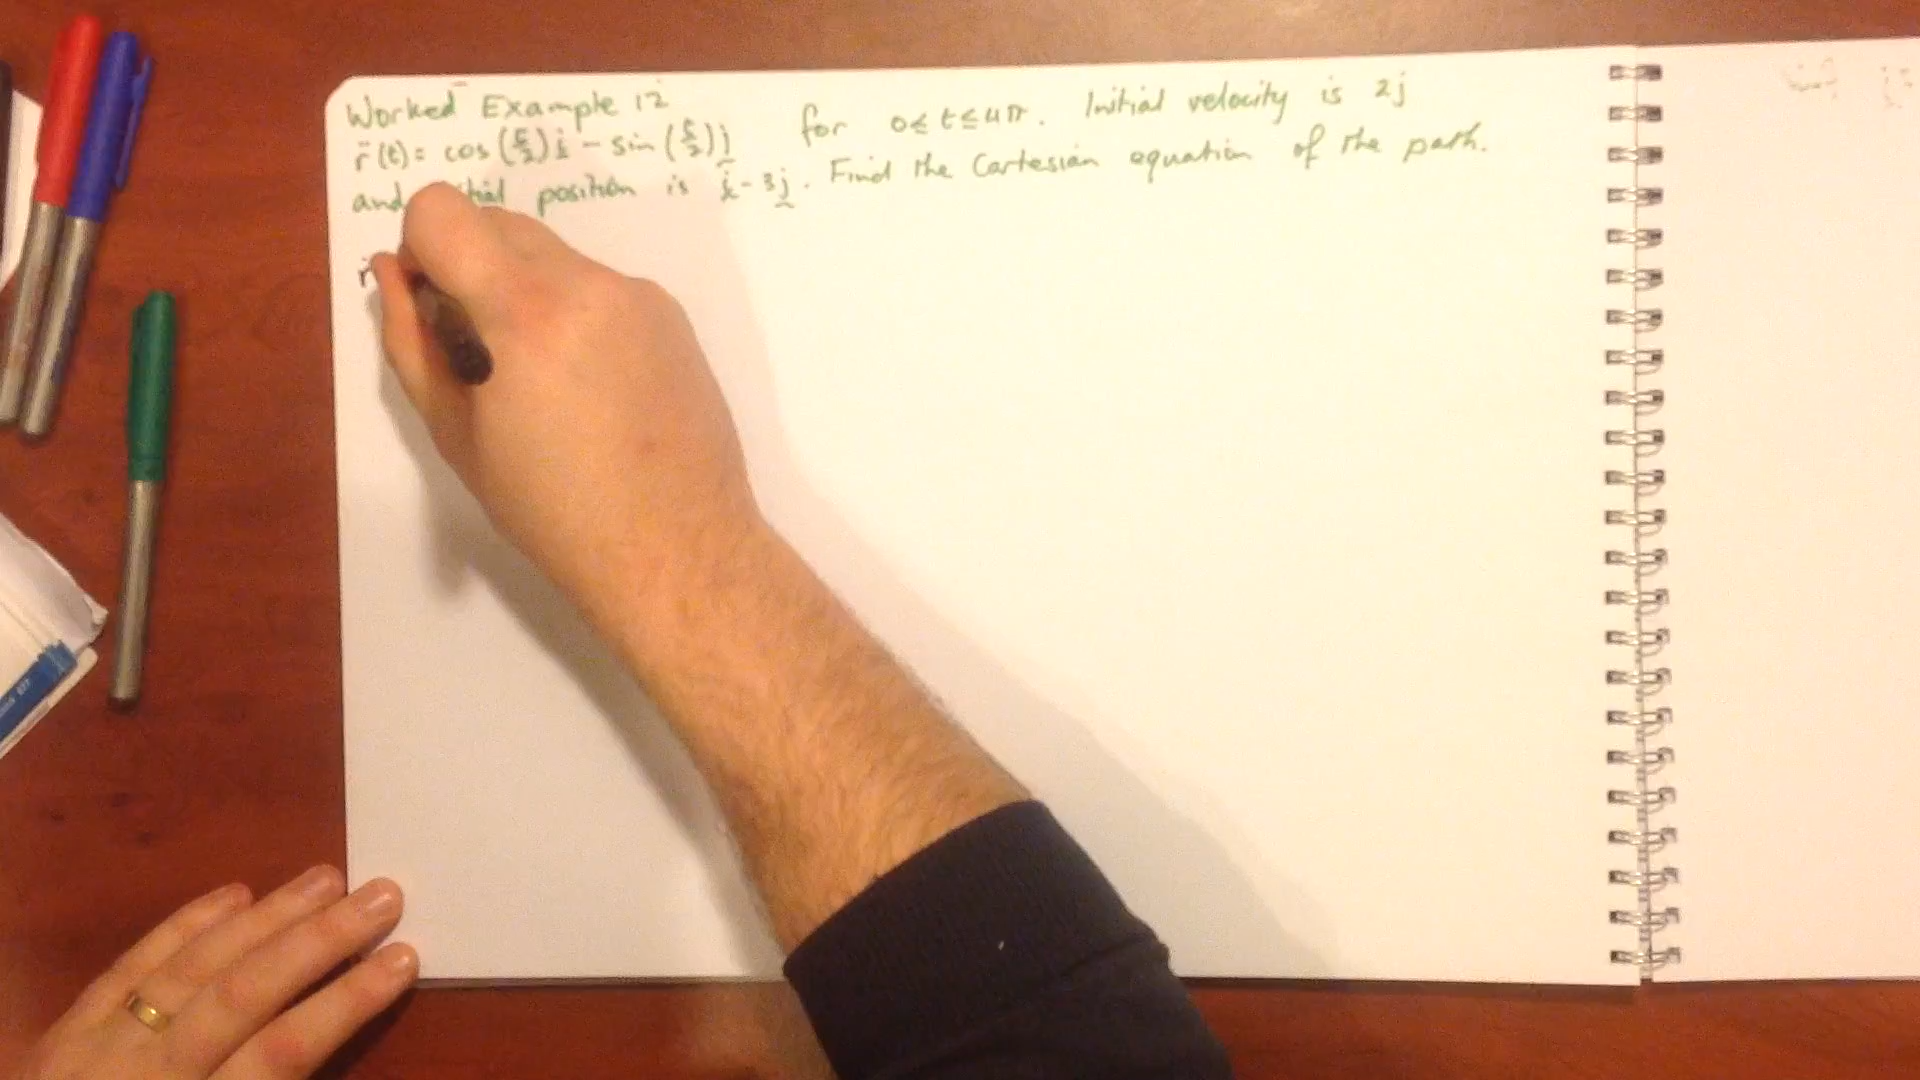 Worked Example 12
r̈(t) = cos(t/2)i − sin(t/2)j for 0 ≤ t ≤ 4π. Initial velocity is 2j
and position is i − 3j. Find the Cartesian equation of the path.
r